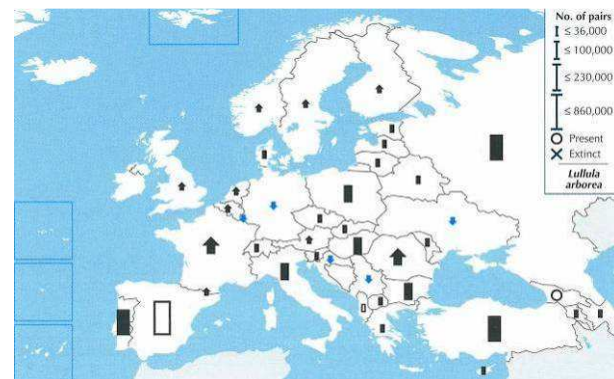 No. of pairs
≤ 36,000
≤ 100,000
≤ 230,000
≤ 860,000
Present
Extinct
Lullula
arborea